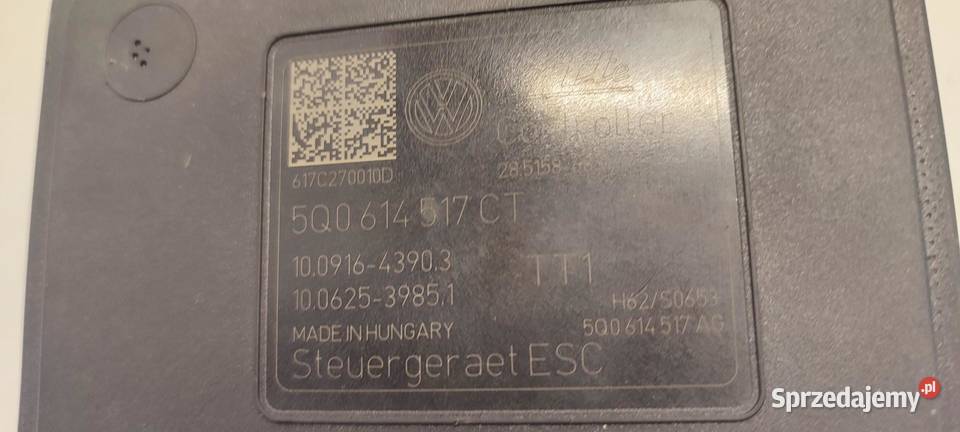 Ate
Controller
617C270010D
28.5158-
5Q0 614 517 CT
10.0916-4390.3
TT1
10.0625-3985.1
H62/S0653
MADE IN HUNGARY
5Q0 614 517 AG
Steuergeraet ESC
Sprzedajemy.pl